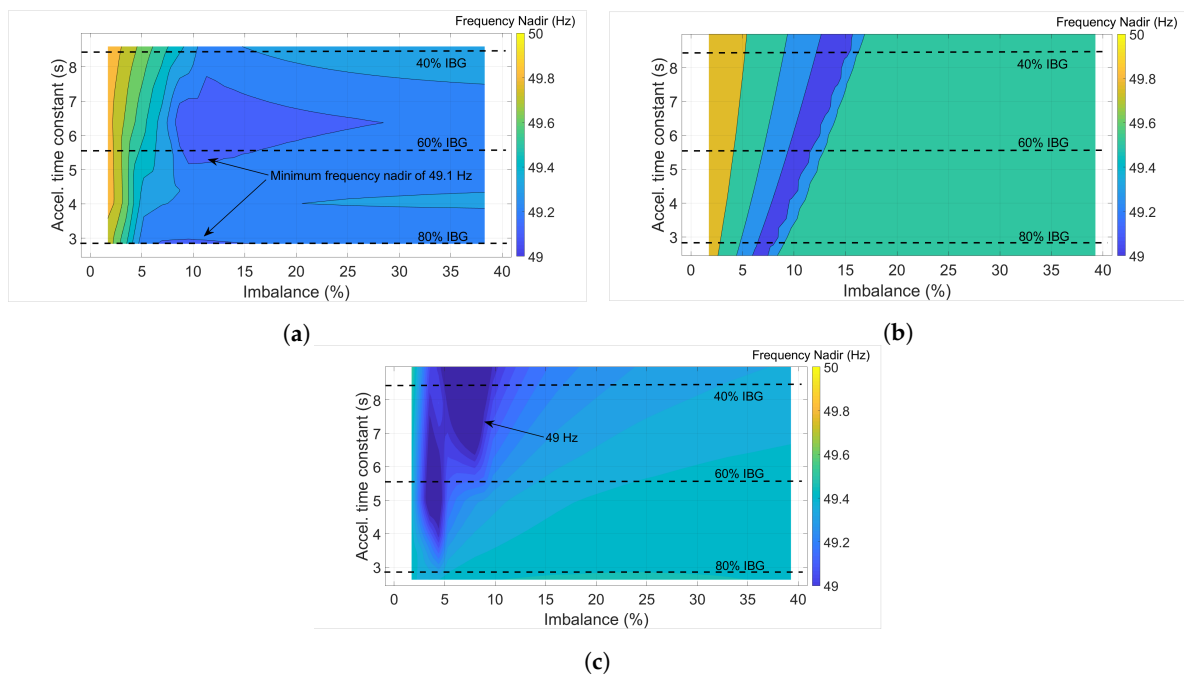 Frequency Nadir (Hz)
50
49.8
49.6
49.4
49.2
49
Accel. time constant (s)
8
7
6
5
4
3
40% IBG
60% IBG
Minimum frequency nadir of 49.1 Hz
80% IBG
0 5 10 15 20 25 30 35 40
Imbalance (%)
(a)
Frequency Nadir (Hz)
50
49.8
49.6
49.4
49.2
49
Accel. time constant (s)
8
7
6
5
4
3
40% IBG
60% IBG
80% IBG
0 5 10 15 20 25 30 35 40
Imbalance (%)
(b)
Frequency Nadir (Hz)
50
49.8
49.6
49.4
49.2
49
Accel. time constant (s)
8
7
6
5
4
3
40% IBG
49 Hz
60% IBG
80% IBG
0 5 10 15 20 25 30 35 40
Imbalance (%)
(c)